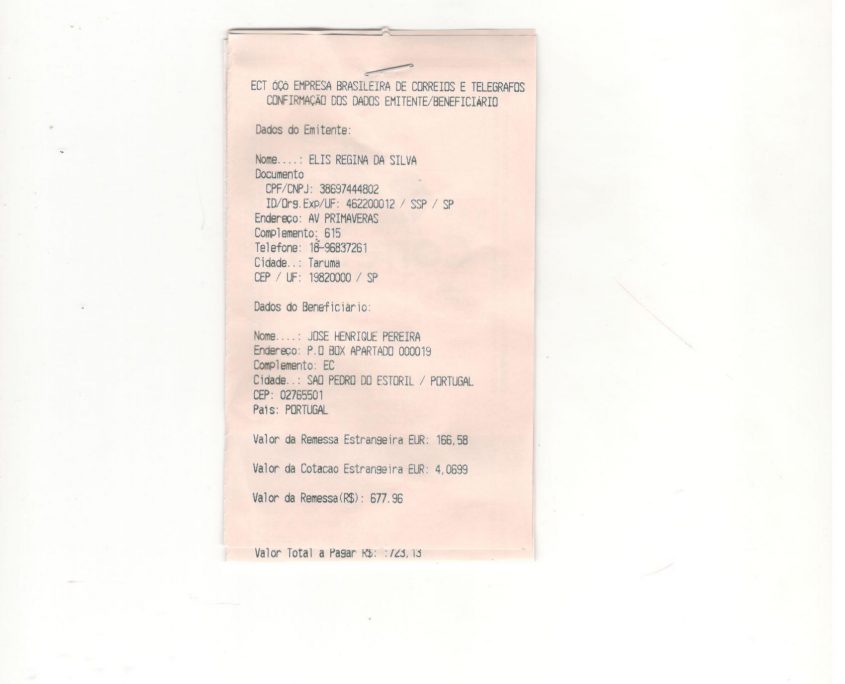 ECT óçõ EMPRESA BRASILEIRA DE CORREIOS E TELEGRAFOS
CONFIRMAÇÃO DOS DADOS EMITENTE/BENEFICIÁRIO
Dados do Emitente:
Nome....: ELIS REGINA DA SILVA
Documento
CPF/CNPJ: 38697444802
ID/Org.Exp/UF: 462200012 / SSP / SP
Endereço: AV PRIMAVERAS
Complemento: 615
Telefone: 18-96837261
Cidade..: Taruma
CEP / UF: 19820000 / SP
Dados do Beneficiário:
Nome....: JOSE HENRIQUE PEREIRA
Endereço: P.O BOX APARTADO 000019
Complemento: EC
Cidade..: SAO PEDRO DO ESTORIL / PORTUGAL
CEP: 02765501
País: PORTUGAL
Valor da Remessa Estrangeira EUR: 166,58
Valor da Cotacao Estrangeira EUR: 4,0699
Valor da Remessa(R$): 677.96
Valor Total a Pagar R$: :723,13